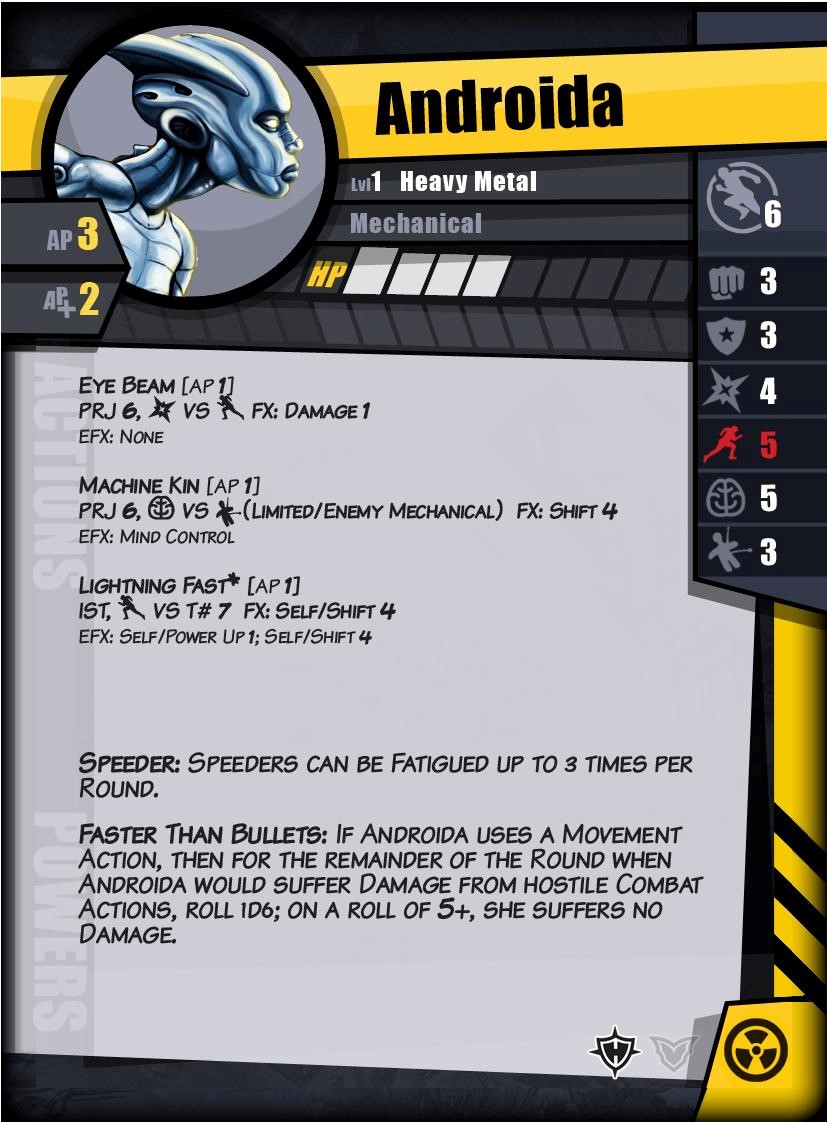 Androida
Lvl1 Heavy Metal
Mechanical
AP 3
AP+ 2
HP
6
3
3
4
5
5
3
ACTIONS
EYE BEAM [AP 1]
PRJ 6, VS FX: DAMAGE 1
EFX: NONE
MACHINE KIN [AP 1]
PRJ 6, VS (LIMITED/ENEMY MECHANICAL) FX: SHIFT 4
EFX: MIND CONTROL
LIGHTNING FAST* [AP 1]
IST, VS T# 7 FX: SELF/SHIFT 4
EFX: SELF/POWER UP 1; SELF/SHIFT 4
POWERS
SPEEDER: SPEEDERS CAN BE FATIGUED UP TO 3 TIMES PER
ROUND.
FASTER THAN BULLETS: IF ANDROIDA USES A MOVEMENT
ACTION, THEN FOR THE REMAINDER OF THE ROUND WHEN
ANDROIDA WOULD SUFFER DAMAGE FROM HOSTILE COMBAT
ACTIONS, ROLL 1D6; ON A ROLL OF 5+, SHE SUFFERS NO
DAMAGE.
H